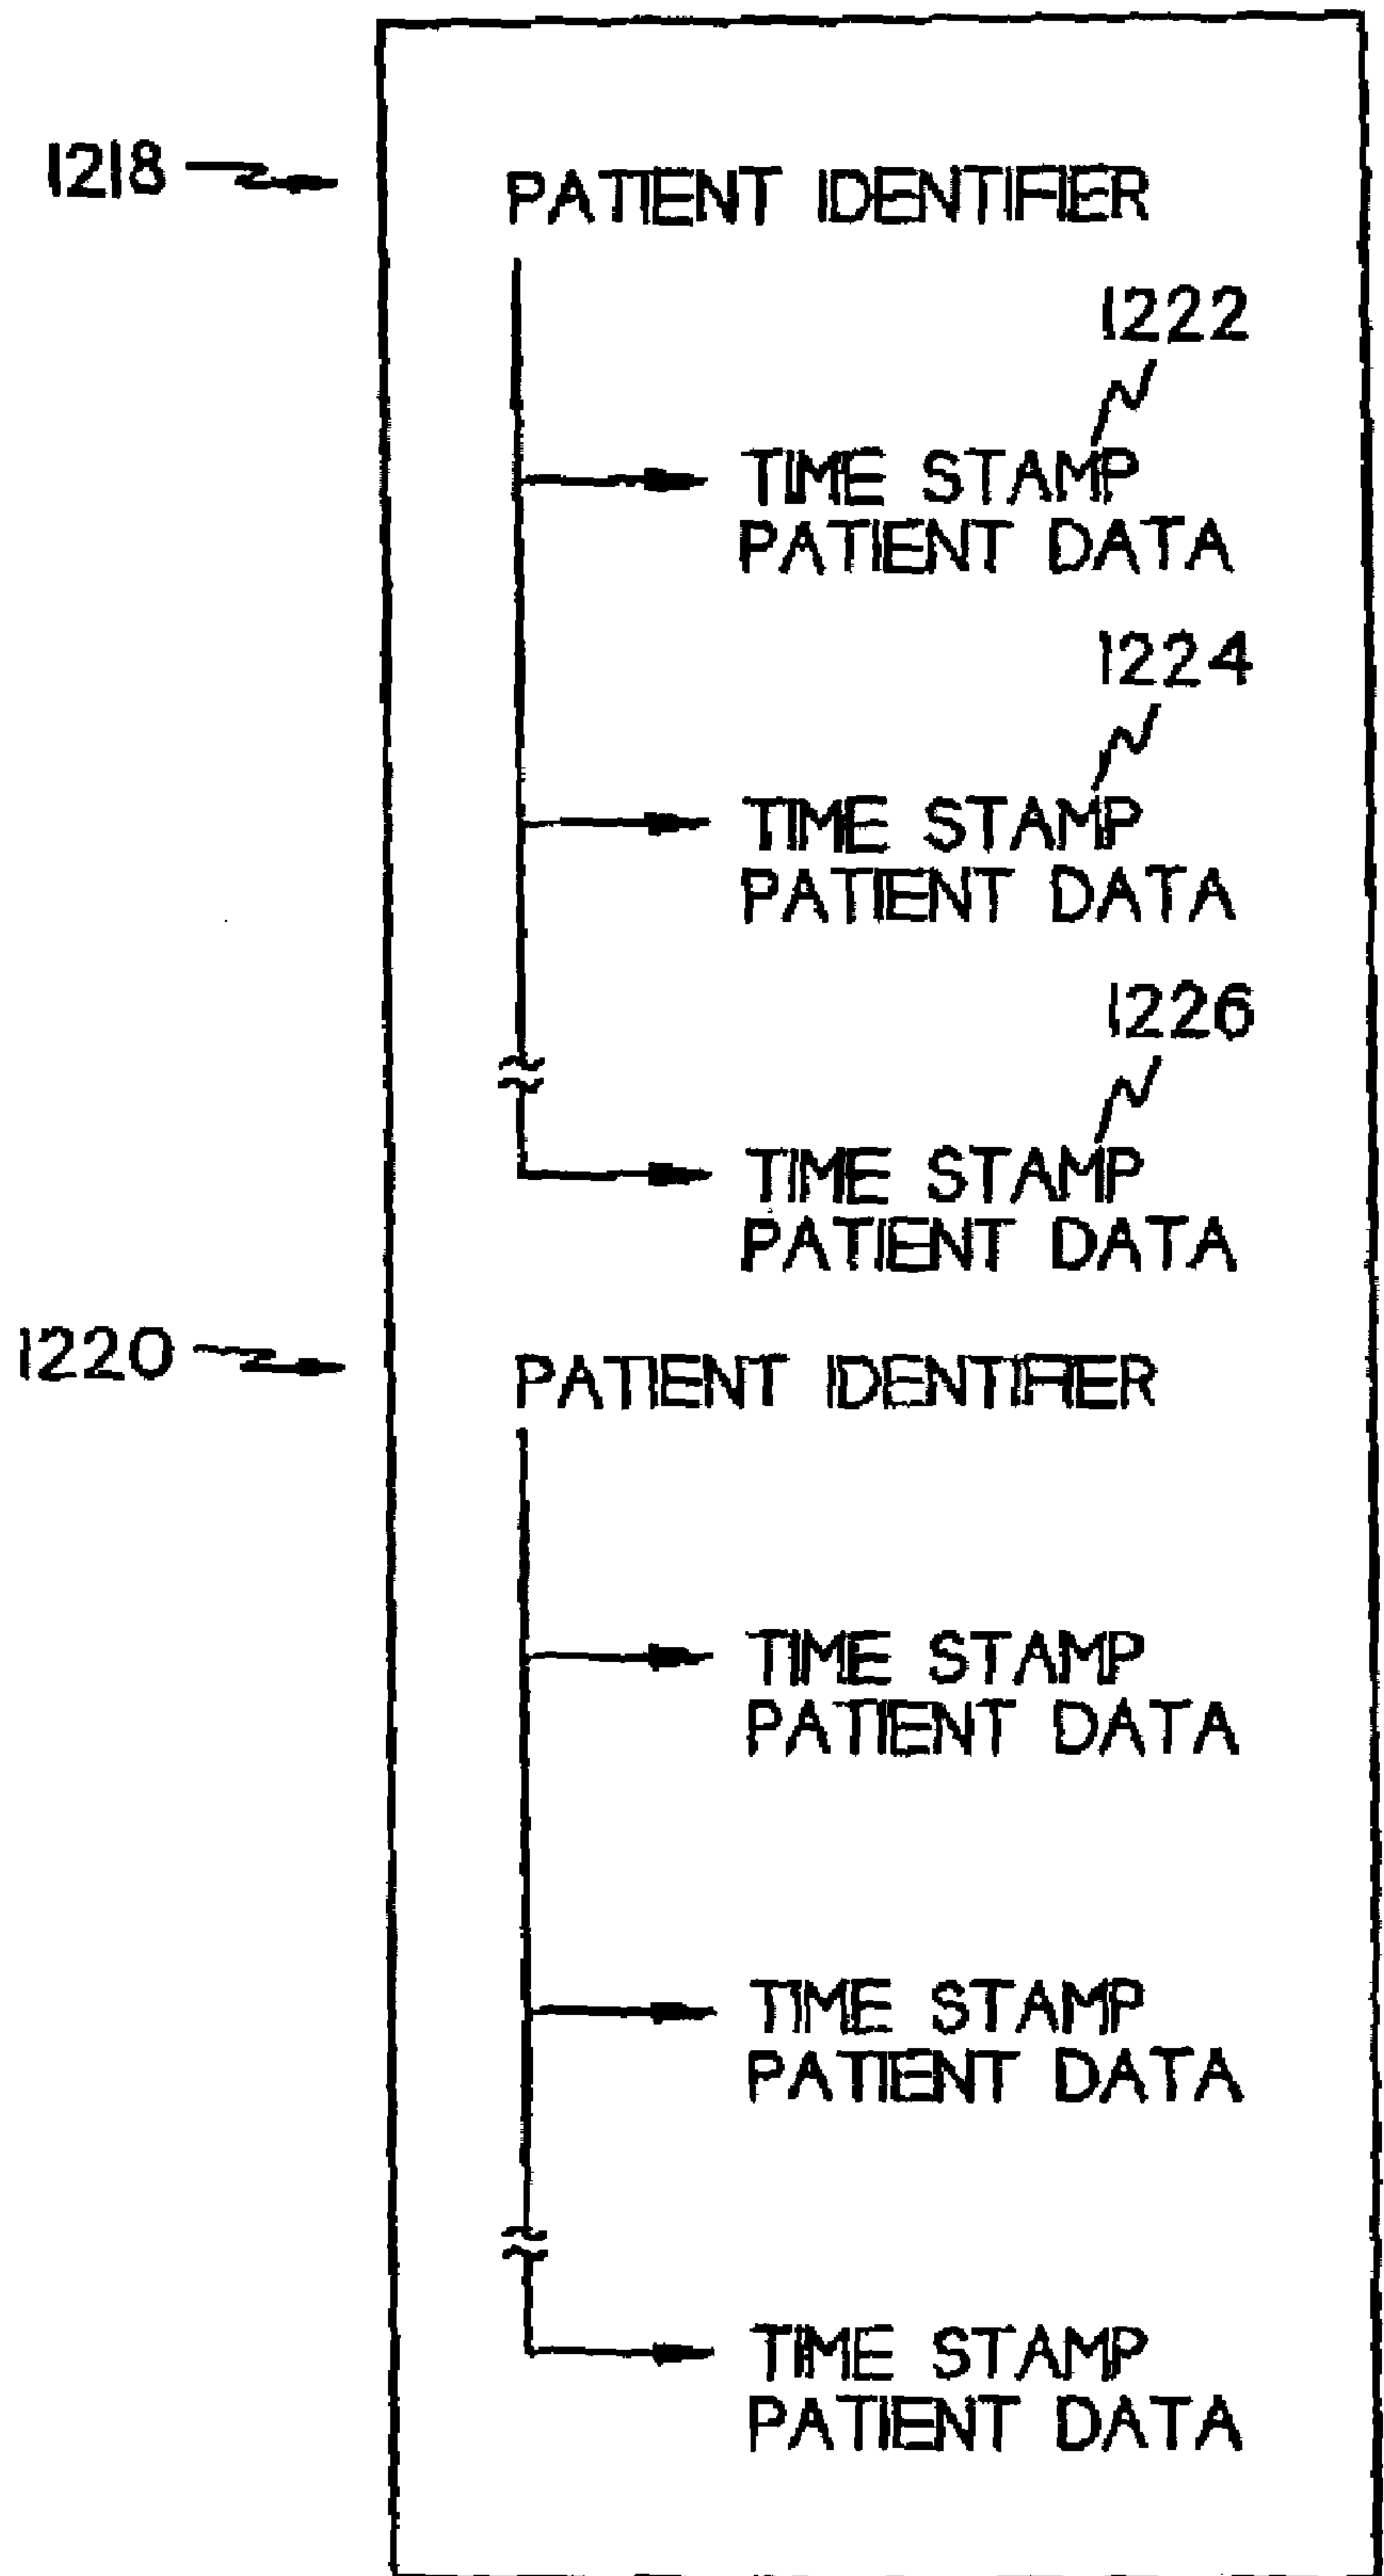 1218
PATIENT IDENTIFIER
1222
TIME STAMP
PATIENT DATA
1224
TIME STAMP
PATIENT DATA
1226
TIME STAMP
PATIENT DATA
1220
PATIENT IDENTIFIER
TIME STAMP
PATIENT DATA
TIME STAMP
PATIENT DATA
TIME STAMP
PATIENT DATA